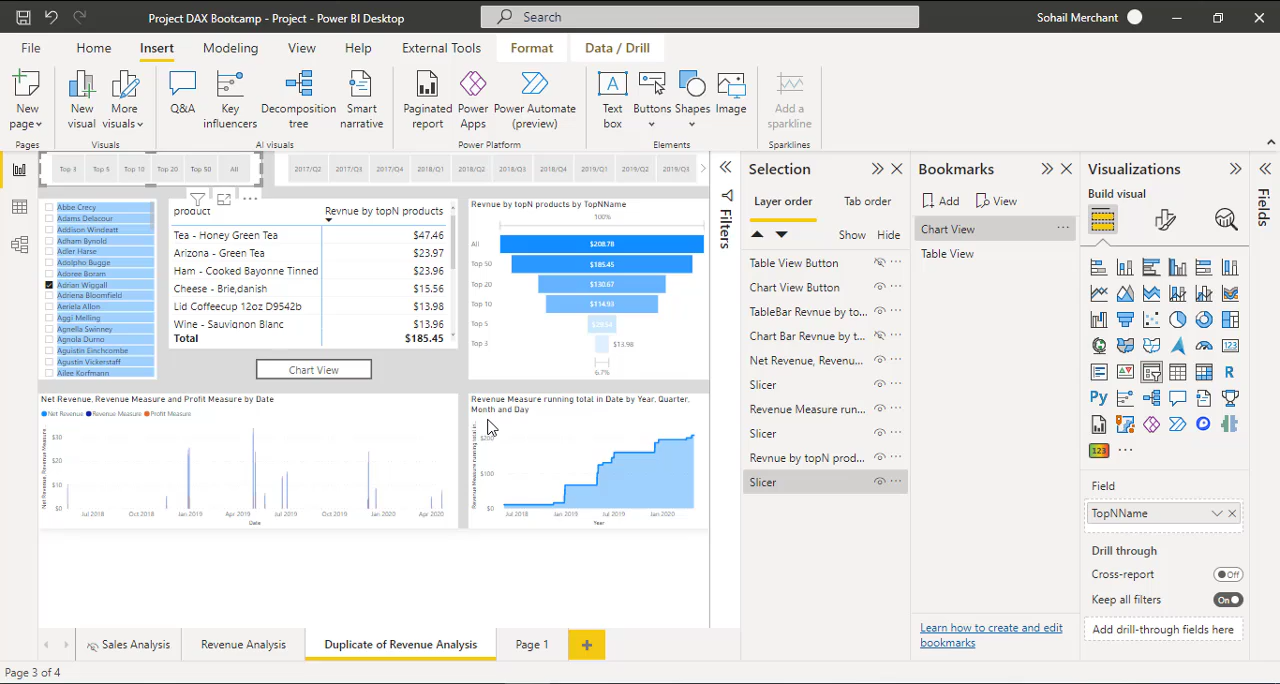 Project DAX Bootcamp - Project - Power BI Desktop
Search
Sohail Merchant
File Home Insert Modeling View Help External Tools Format Data / Drill
New page
New visual
More visuals
Q&A
Key influencers
Decomposition tree
Smart narrative
Paginated report
Power Apps
Power Automate (preview)
Text box
Buttons
Shapes
Image
Add a sparkline
Pages
Visuals
AI visuals
Power Platform
Elements
Sparklines
Top 3 Top 5 Top 10 Top 20 Top 50 All
2017/Q2 2017/Q3 2017/Q4 2018/Q1 2018/Q2 2018/Q3 2018/Q4 2019/Q1 2019/Q2 2019/Q3
Abbe Crecy
Adams Delacour
Addison Windeatt
Adham Bynold
Adler Harse
Adolpho Bugge
Adoree Boram
Adrian Wiggall
Adriena Bloomfield
Aeriela Allon
Aggi Melling
Agnella Swinney
Agnola Durno
Aguistin Einchcombe
Agustin Vickerstaff
Ailee Korfmann
product Revnue by topN products
Tea - Honey Green Tea $47.46
Arizona - Green Tea $23.97
Ham - Cooked Bayonne Tinned $23.96
Cheese - Brie,danish $15.56
Lid Coffeecup 12oz D9542b $13.98
Wine - Sauvignon Blanc $13.96
Total $185.45
Chart View
Revnue by topN products by TopNName
100%
All $208.78
Top 50 $185.45
Top 20 $130.67
Top 10 $114.93
Top 5
Top 3 $13.98
6.7%
Net Revenue, Revenue Measure and Profit Measure by Date
Net Revenue Revenue Measure Profit Measure
Net Revenue, Revenue Measure
$30
$20
$10
$0
Jul 2018 Oct 2018 Jan 2019 Apr 2019 Jul 2019 Oct 2019 Jan 2020 Apr 2020
Date
Revenue Measure running total in Date by Year, Quarter,
Month and Day
Revenue Measure running total in...
$200
$100
$0
Jul 2018 Jan 2019 Jul 2019 Jan 2020
Year
Filters
Selection
Layer order Tab order
Show Hide
Table View Button
Chart View Button
TableBar Revnue by to...
Chart Bar Revnue by t...
Net Revenue, Revenu...
Slicer
Revenue Measure run...
Slicer
Revnue by topN prod...
Slicer
Bookmarks
Add View
Chart View
Table View
Learn how to create and edit
bookmarks
Visualizations
Build visual
R
Py
123
123
Field
TopNName
Drill through
Cross-report Off
Keep all filters On
Add drill-through fields here
Fields
Sales Analysis Revenue Analysis Duplicate of Revenue Analysis Page 1
Page 3 of 4